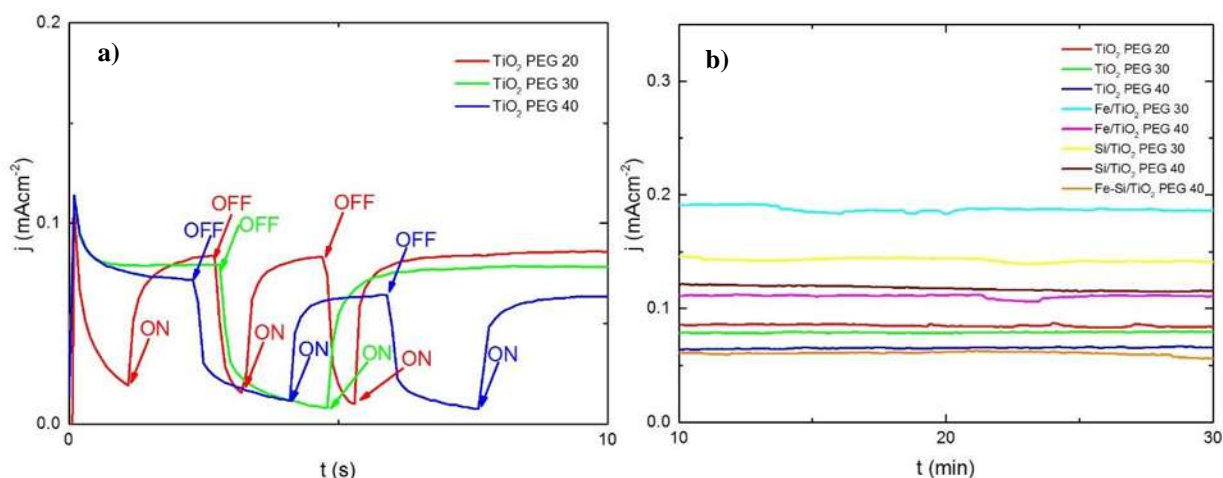 a)
0.2
0.1
0.0
j (mAcm⁻²)
0
10
t (s)
TiO₂ PEG 20
TiO₂ PEG 30
TiO₂ PEG 40
OFF
OFF
OFF
OFF
OFF
ON
ON
ON
ON
ON
ON
b)
0.3
0.2
0.1
0.0
j (mAcm⁻²)
10
20
30
t (min)
TiO₂ PEG 20
TiO₂ PEG 30
TiO₂ PEG 40
Fe/TiO₂ PEG 30
Fe/TiO₂ PEG 40
Si/TiO₂ PEG 30
Si/TiO₂ PEG 40
Fe-Si/TiO₂ PEG 40